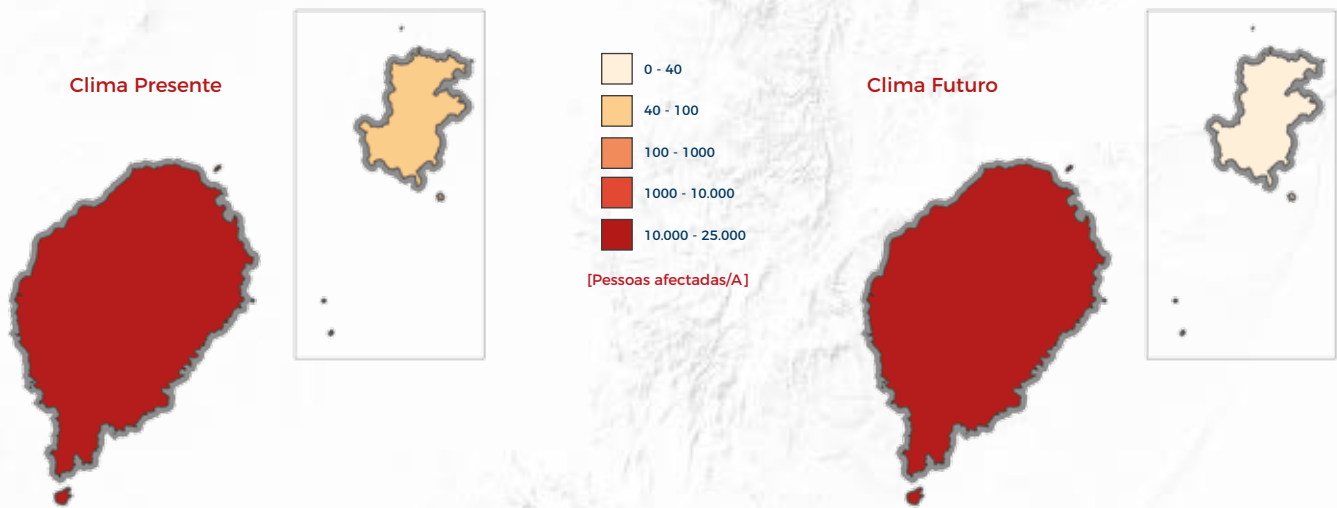 Clima Presente
0 - 40
40 - 100
100 - 1000
1000 - 10.000
10.000 - 25.000
[Pessoas afectadas/A]
Clima Futuro